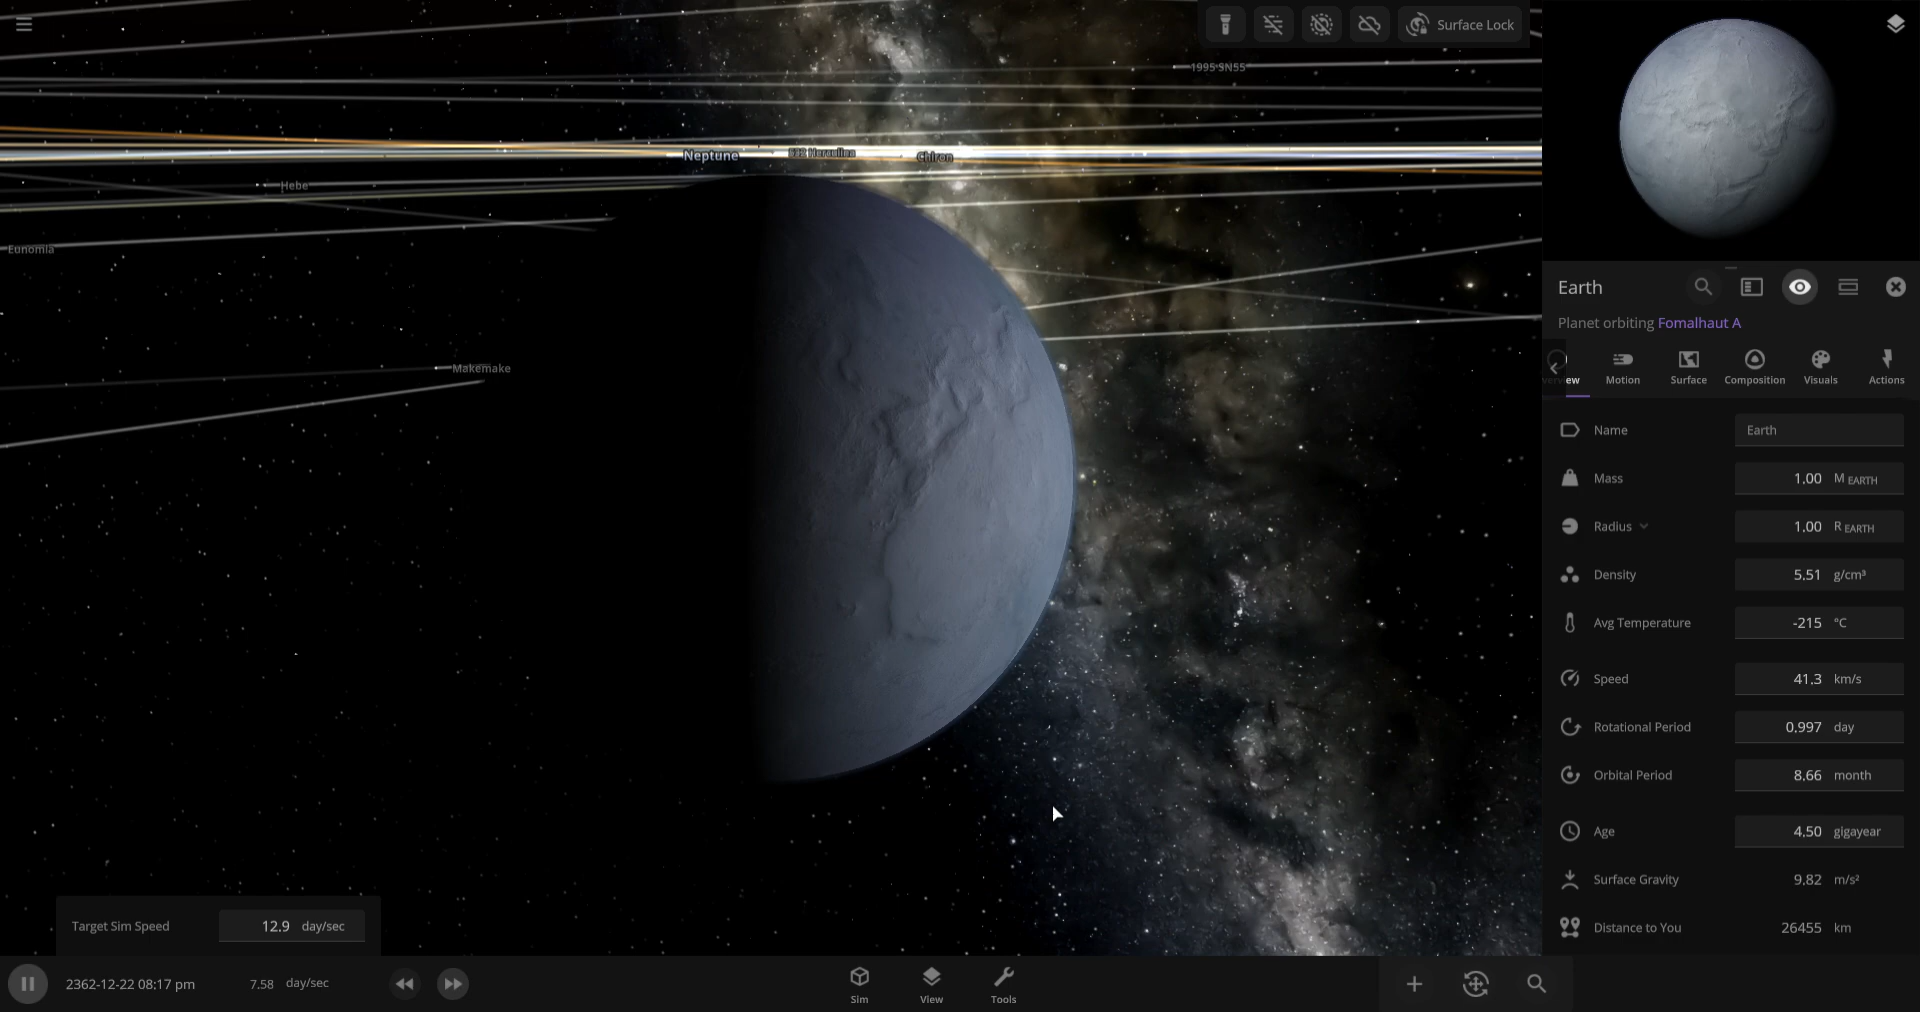 Surface Lock
1995 SN55
Neptune
532 Herculina
Chiron
Hebe
Eunomia
Makemake
Earth
Planet orbiting Fomalhaut A
Motion
Surface
Composition
Visuals
Actions
Name Earth
Mass 1.00 M EARTH
Radius 1.00 R EARTH
Density 5.51 g/cm³
Avg Temperature -215 °C
Speed 41.3 km/s
Rotational Period 0.997 day
Orbital Period 8.66 month
Age 4.50 gigayear
Surface Gravity 9.82 m/s²
Distance to You 26455 km
Target Sim Speed 12.9 day/sec
2362-12-22 08:17 pm 7.58 day/sec
Sim
View
Tools